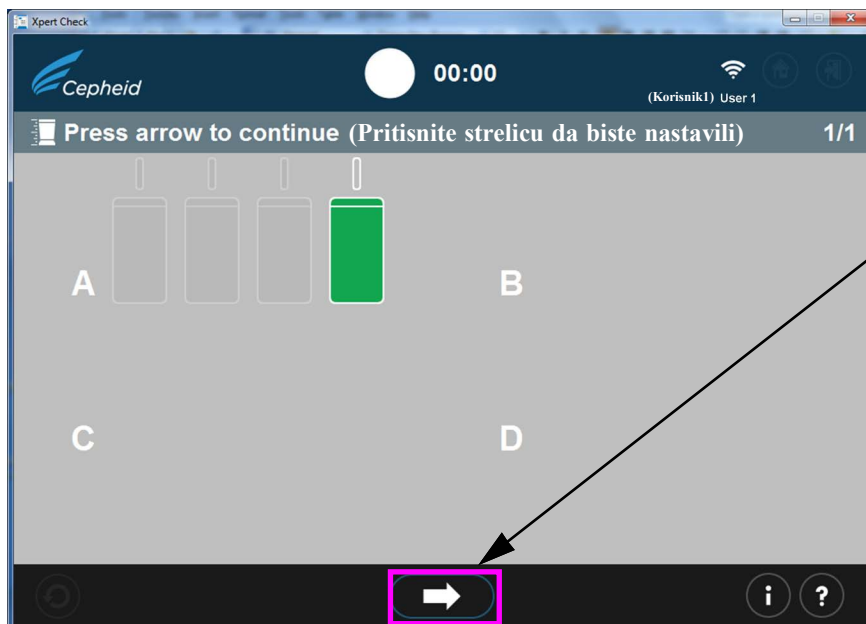 Xpert Check
Cepheid
00:00
(Korisnik1) User 1
Press arrow to continue (Pritisnite strelicu da biste nastavili) 1/1
A
B
C
D
i ?